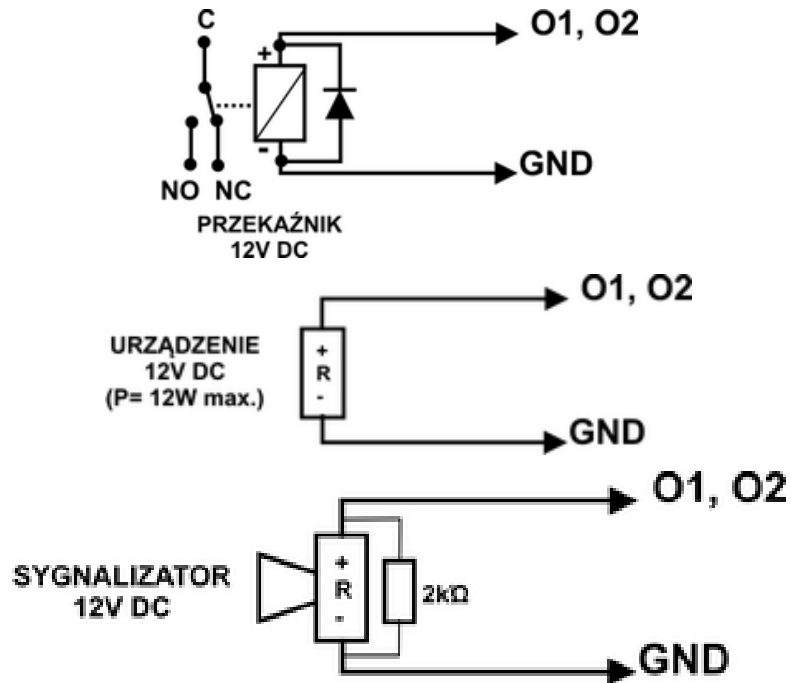 C
O1, O2
+
-
GND
NO NC
PRZEKAŹNIK
12V DC
O1, O2
URZĄDZENIE
12V DC
(P= 12W max.)
+
R
-
GND
O1, O2
SYGNALIZATOR
12V DC
+
R
-
2kΩ
GND